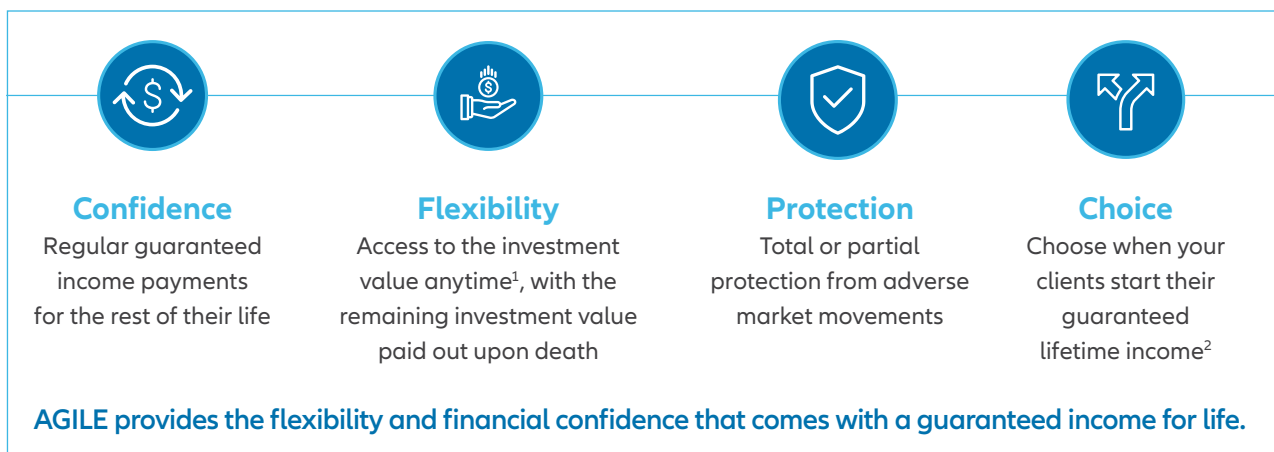 Confidence
Regular guaranteed
income payments
for the rest of their life
Flexibility
Access to the investment
value anytime¹, with the
remaining investment value
paid out upon death
Protection
Total or partial
protection from adverse
market movements
Choice
Choose when your
clients start their
guaranteed
lifetime income²
AGILE provides the flexibility and financial confidence that comes with a guaranteed income for life.